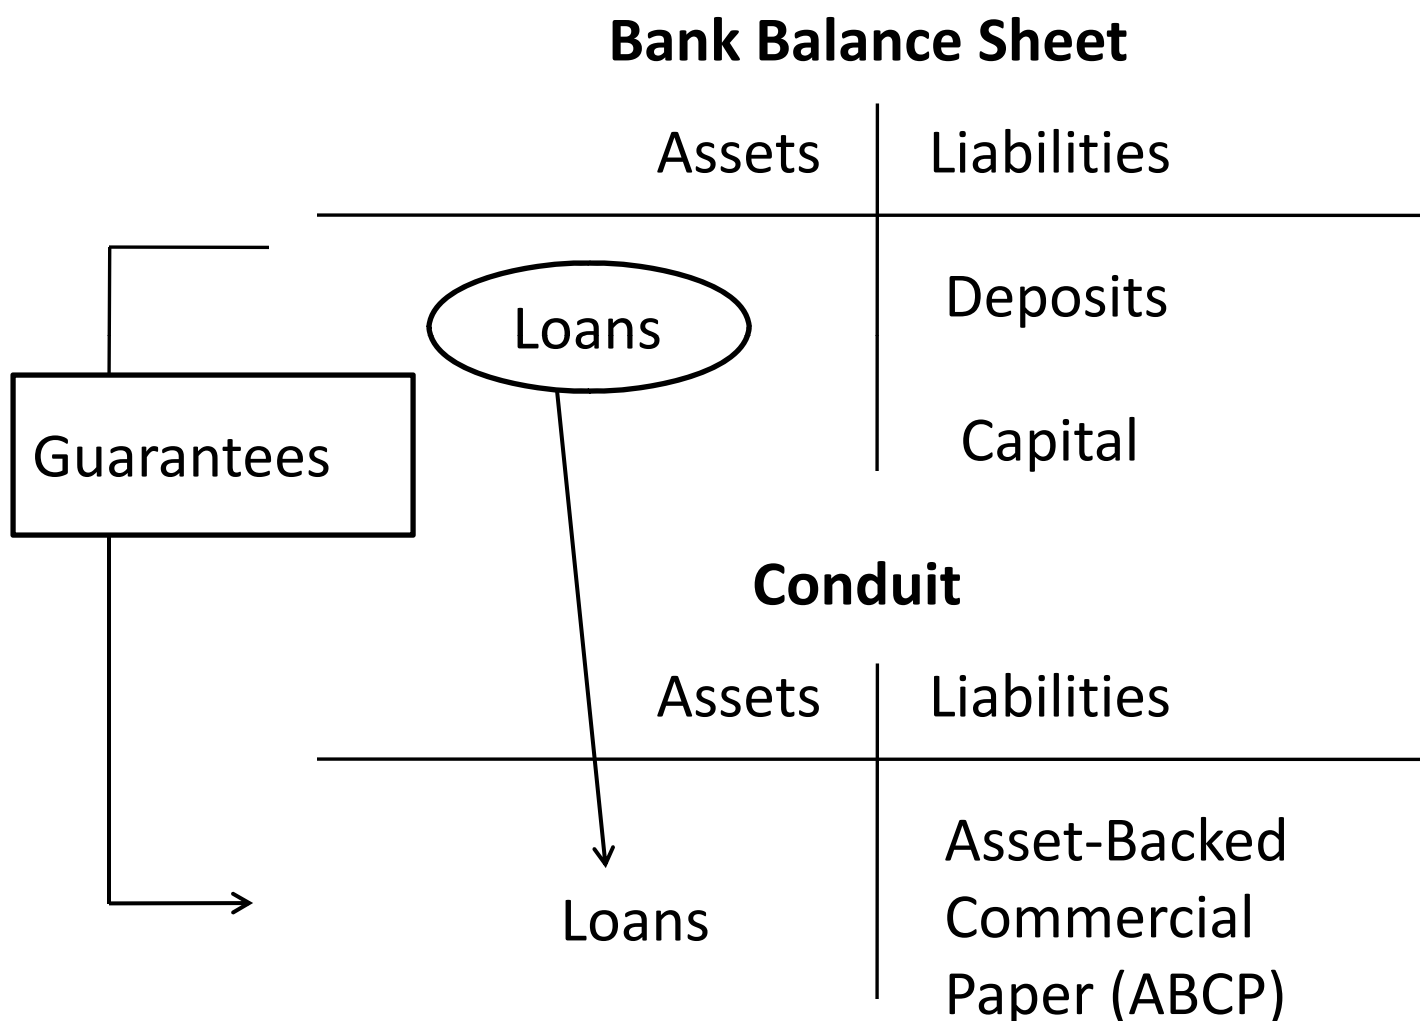 Bank Balance Sheet
Assets Liabilities
Loans
Deposits
Guarantees
Capital
Conduit
Assets Liabilities
Loans
Asset-Backed
Commercial
Paper (ABCP)